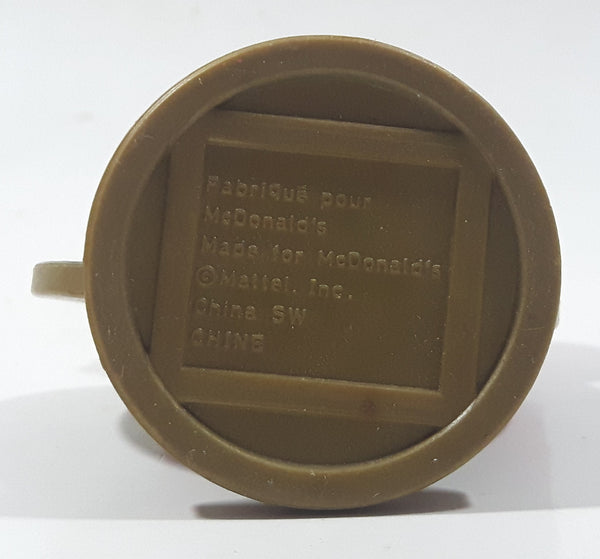 Fabriqué pour
McDonald's
Made for McDonald's
©Mattel, Inc.
China SW
CHINE